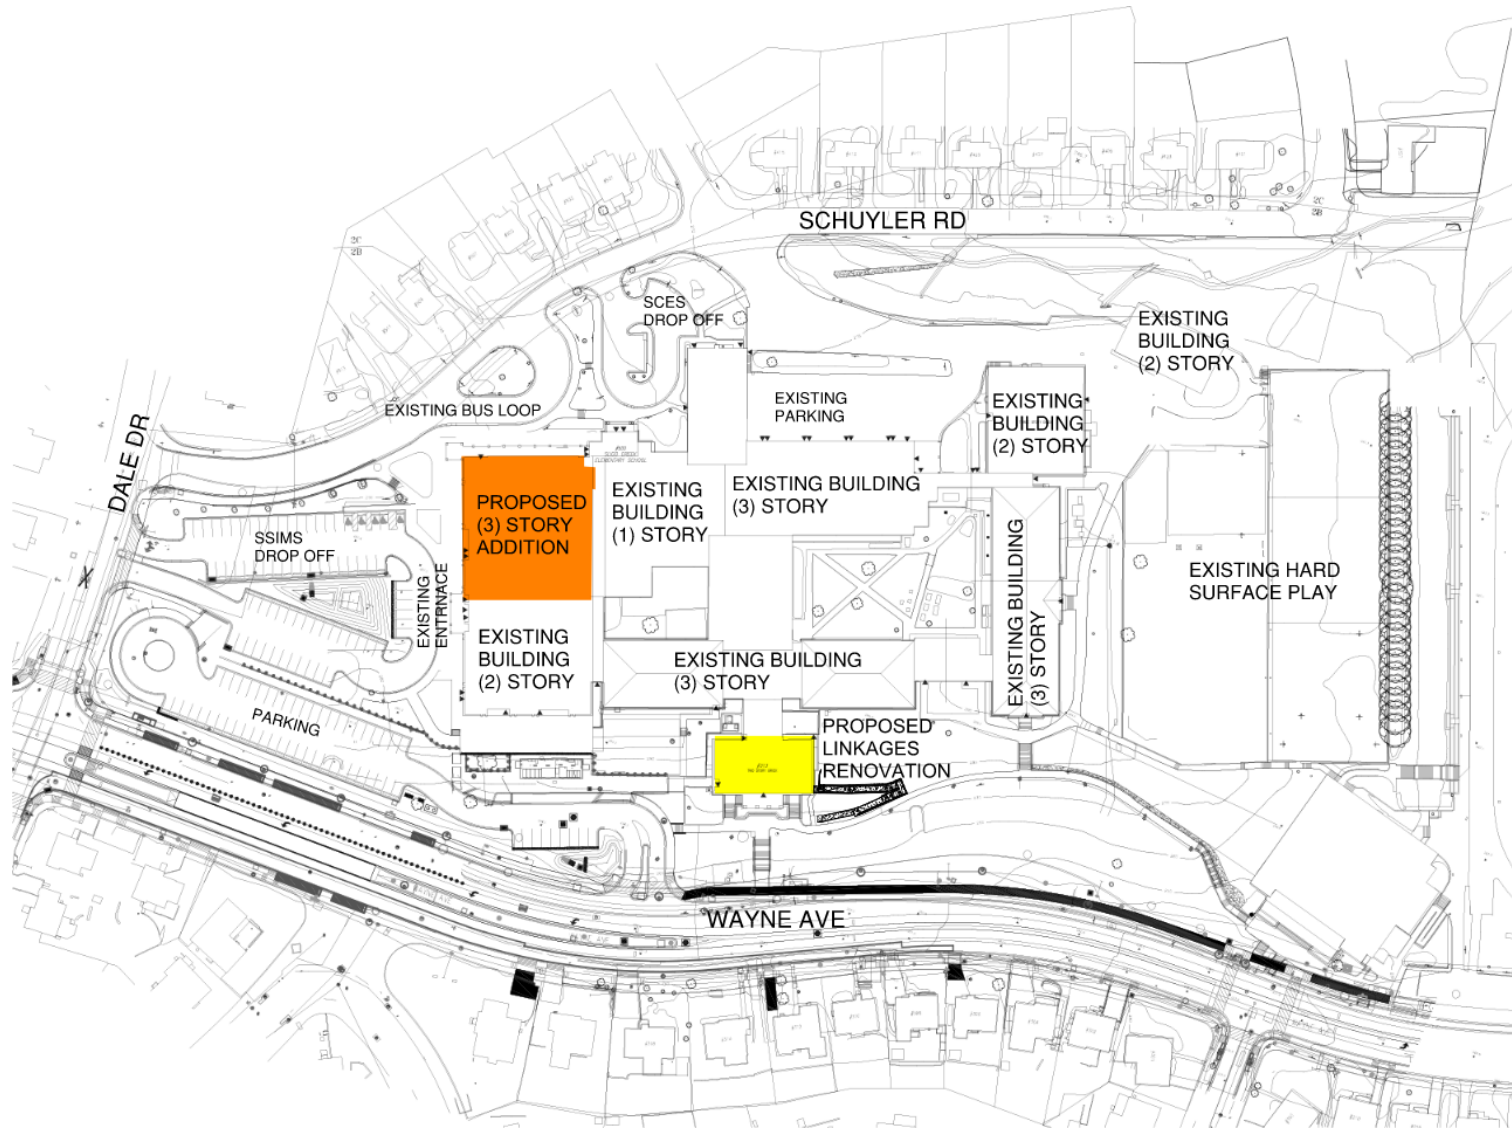 SCHUYLER RD
SCES
DROP OFF
EXISTING
BUILDING
(2) STORY
EXISTING BUS LOOP
EXISTING
PARKING
EXISTING
BUILDING
(2) STORY
DALE DR
PROPOSED
(3) STORY
ADDITION
EXISTING
BUILDING
(1) STORY
EXISTING BUILDING
(3) STORY
SSIMS
DROP OFF
EXISTING
ENTRNACE
EXISTING BUILDING
(3) STORY
EXISTING HARD
SURFACE PLAY
EXISTING
BUILDING
(2) STORY
EXISTING BUILDING
(3) STORY
PARKING
PROPOSED
LINKAGES
RENOVATION
WAYNE AVE